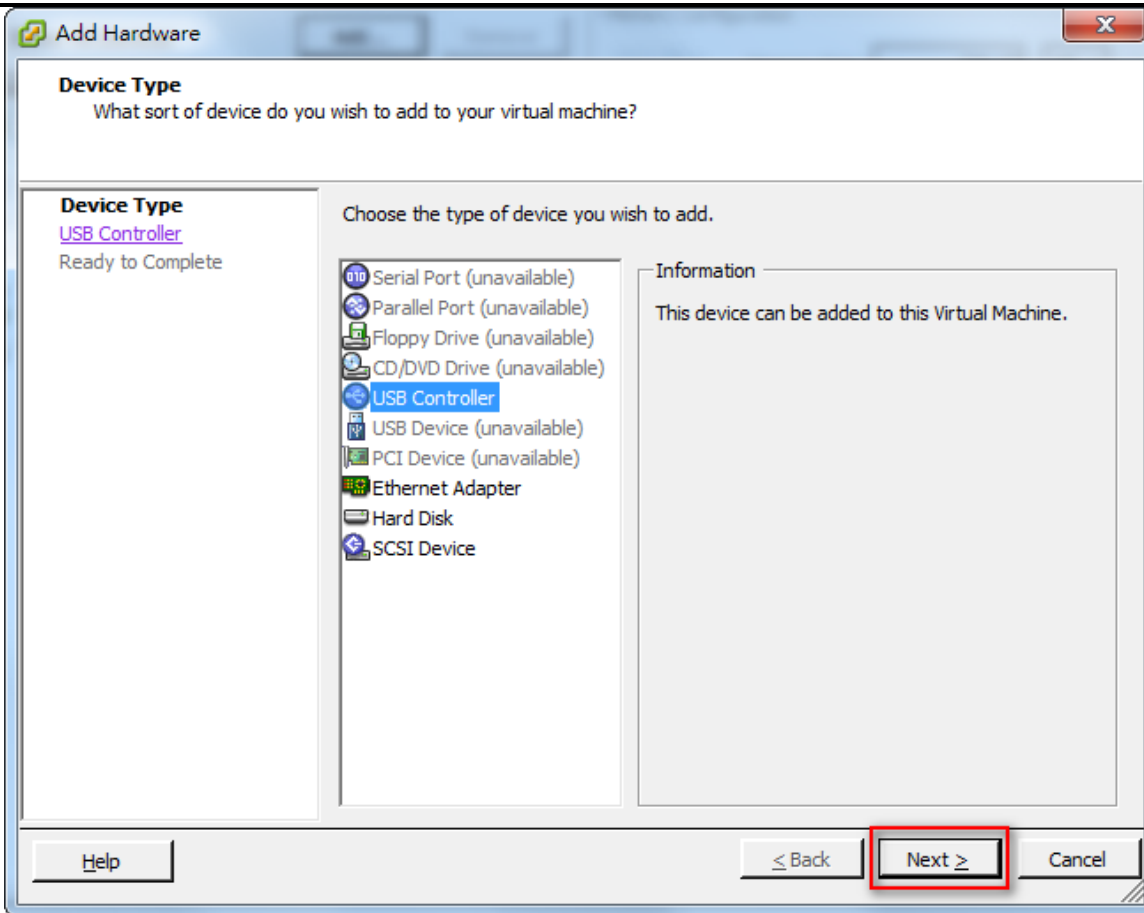 Add Hardware
Device Type
What sort of device do you wish to add to your virtual machine?
Device Type
USB Controller
Ready to Complete
Choose the type of device you wish to add.
Serial Port (unavailable)
Parallel Port (unavailable)
Floppy Drive (unavailable)
CD/DVD Drive (unavailable)
USB Controller
USB Device (unavailable)
PCI Device (unavailable)
Ethernet Adapter
Hard Disk
SCSI Device
Information
This device can be added to this Virtual Machine.
Help
< Back
Next >
Cancel